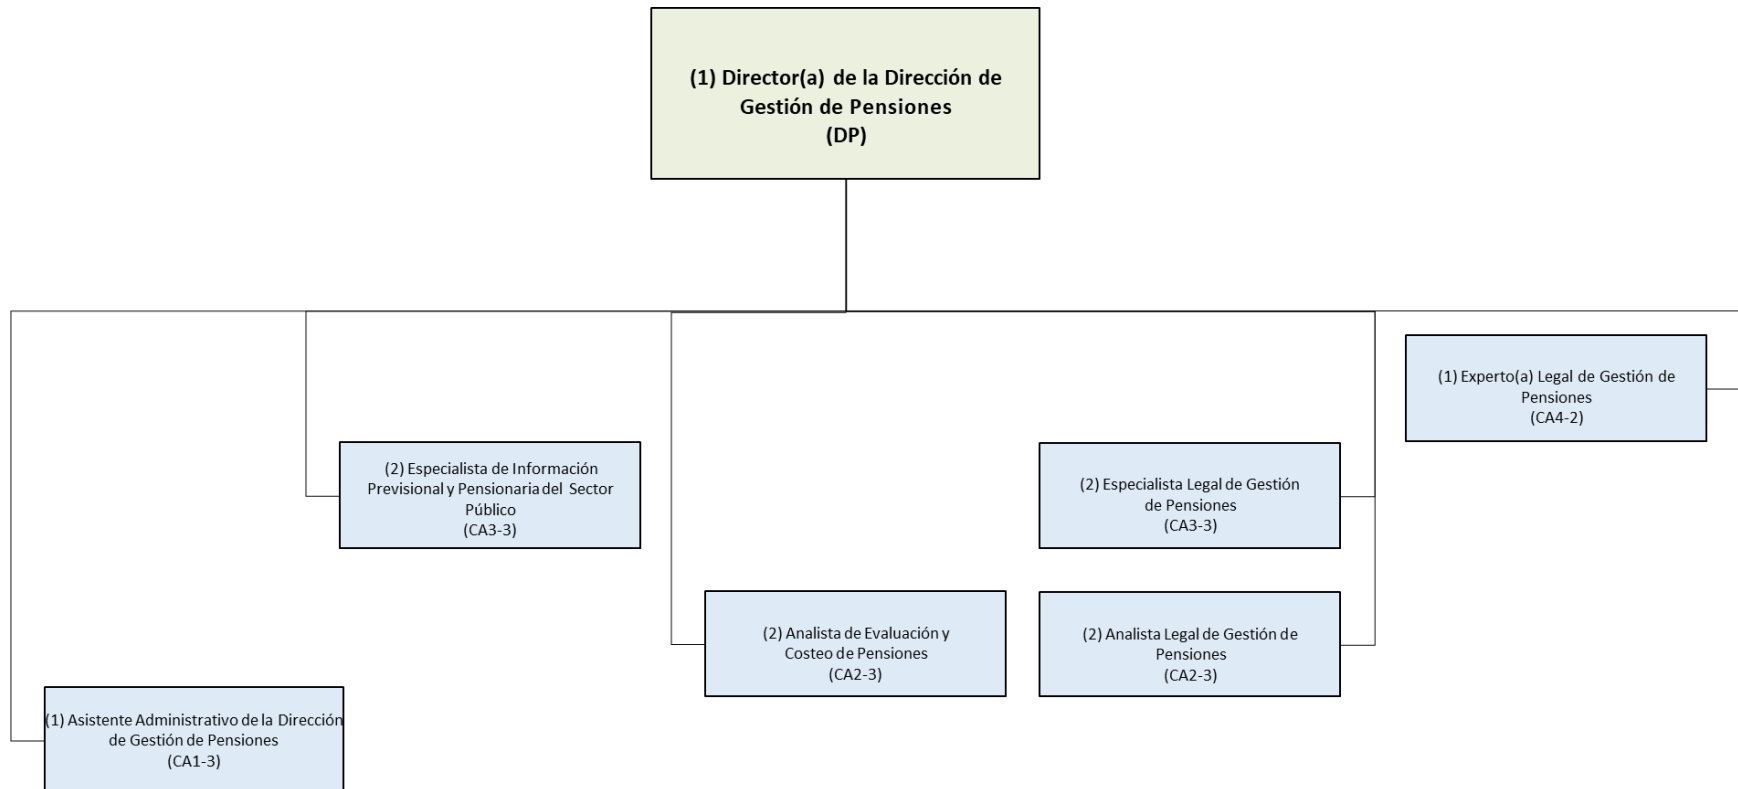 (1) Director(a) de la Dirección de
Gestión de Pensiones
(DP)
(1) Experto(a) Legal de Gestión de
Pensiones
(CA4-2)
(2) Especialista de Información
Previsional y Pensionaria del Sector
Público
(CA3-3)
(2) Especialista Legal de Gestión
de Pensiones
(CA3-3)
(2) Analista de Evaluación y
Costeo de Pensiones
(CA2-3)
(2) Analista Legal de Gestión de
Pensiones
(CA2-3)
(1) Asistente Administrativo de la Dirección
de Gestión de Pensiones
(CA1-3)